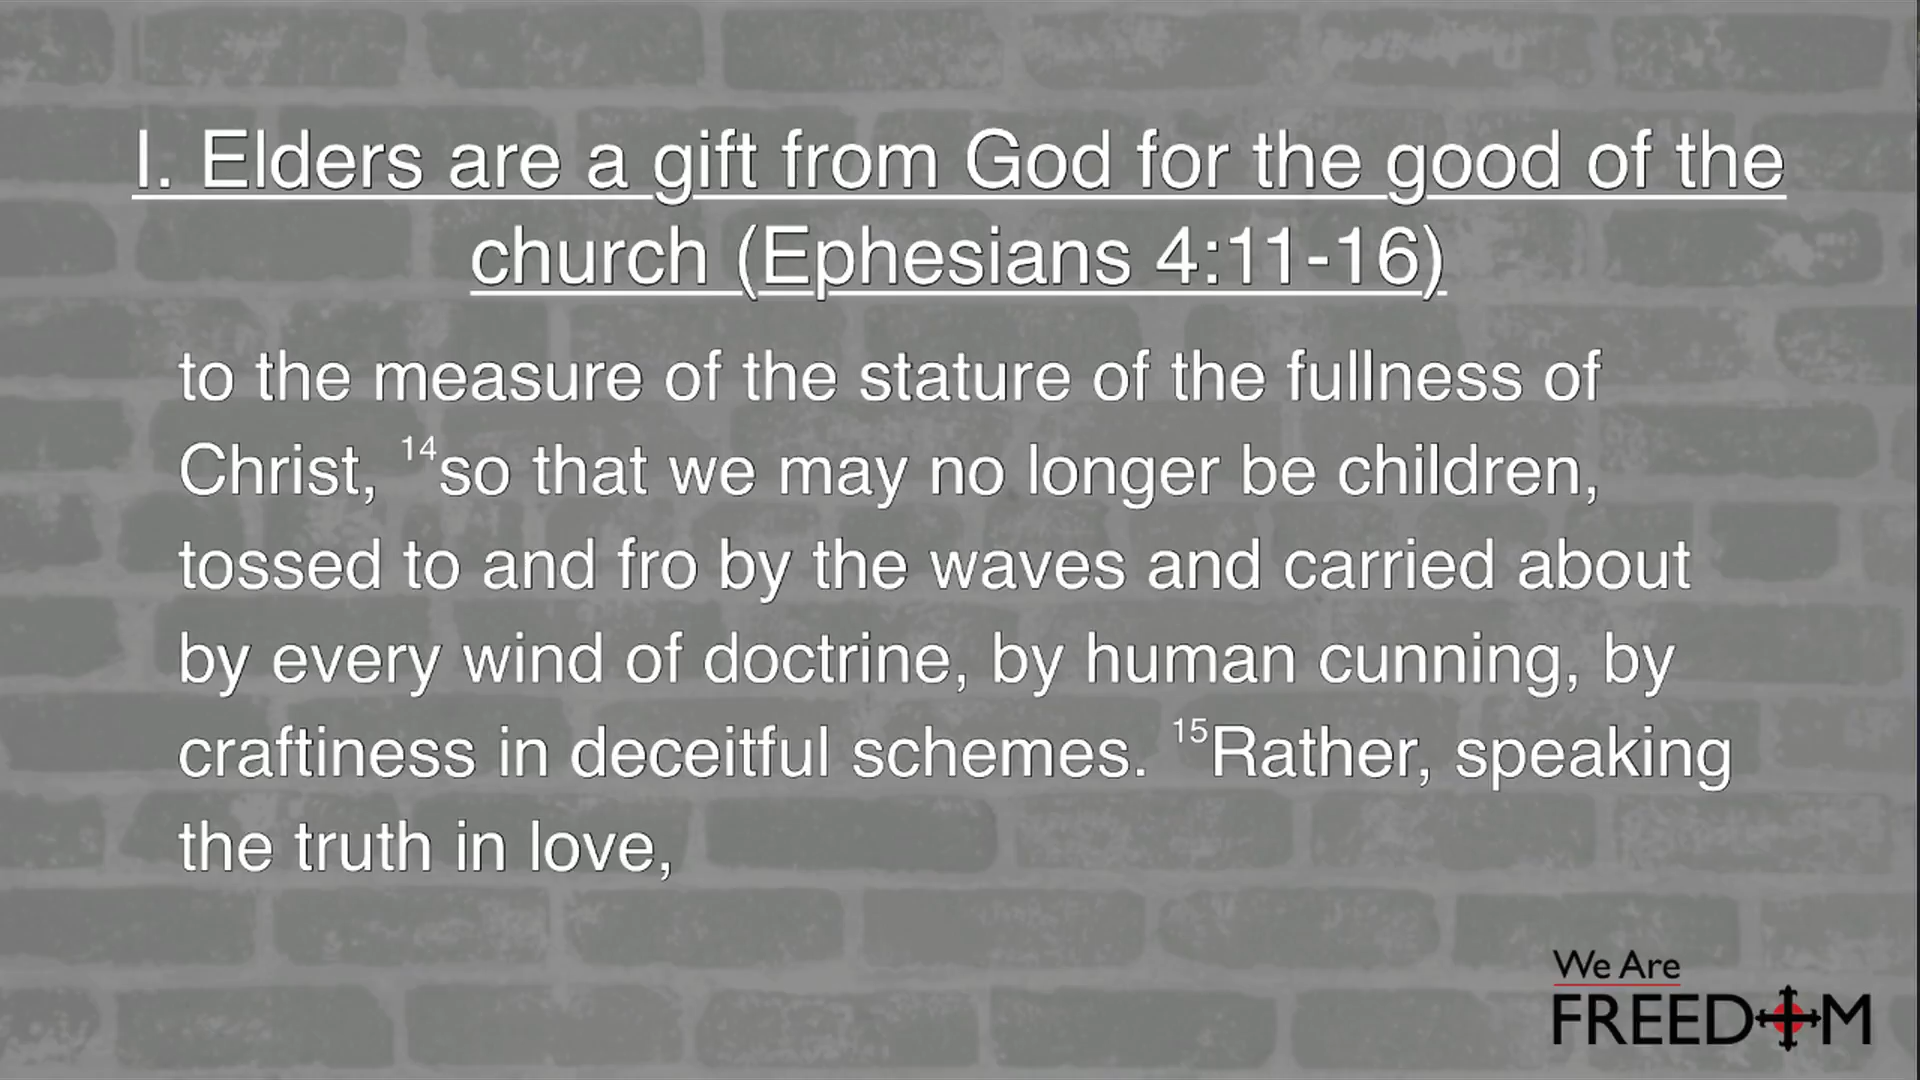 I. Elders are a gift from God for the good of the
church (Ephesians 4:11-16)
to the measure of the stature of the fullness of
Christ, 14so that we may no longer be children,
tossed to and fro by the waves and carried about
by every wind of doctrine, by human cunning, by
craftiness in deceitful schemes. 15Rather, speaking
the truth in love,
We Are
FREEDOM